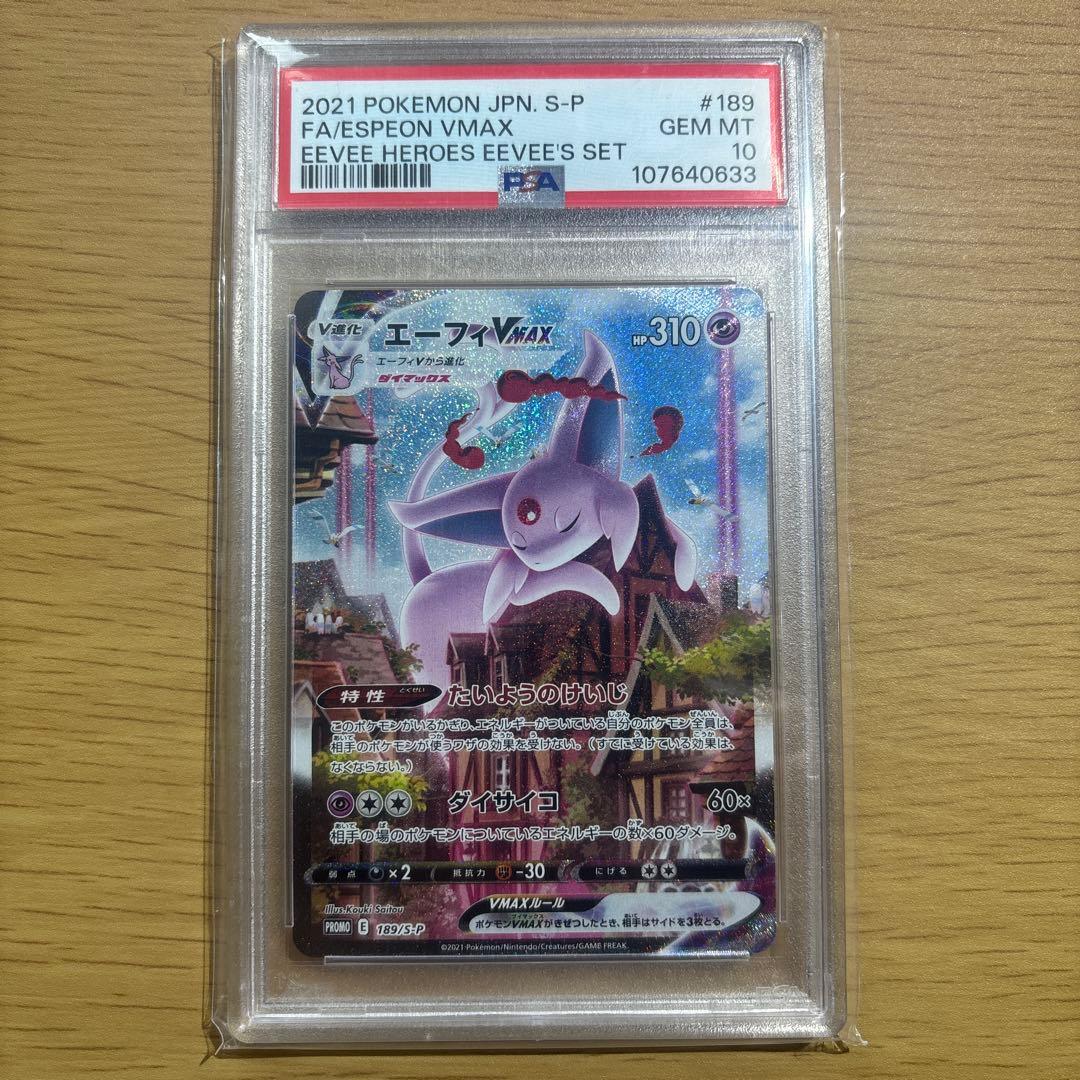 2021 POKEMON JPN. S-P #189
FA/ESPEON VMAX GEM MT
EEVEE HEROES EEVEE'S SET 10
PSA 107640633
V進化 エーフィVMAX HP310
エーフィVから進化
ダイマックス
特性 とくせい たいようのけいじ
このポケモンがいるかぎり、エネルギーがついている自分のポケモン全員は、
相手のポケモンが使うワザの効果を受けない。（すでに受けている効果は、
なくならない。）
ダイサイコ 60×
相手の場のポケモンについているエネルギーの数×60ダメージ。
弱点 ×2 抵抗力 -30 にげる
Illus.Kouki Saitou
VMAXルール
ポケモンVMAXがきぜつしたとき、相手はサイドを3枚とる。
PROMO E 189/S-P
©2021 Pokémon/Nintendo/Creatures/GAME FREAK.